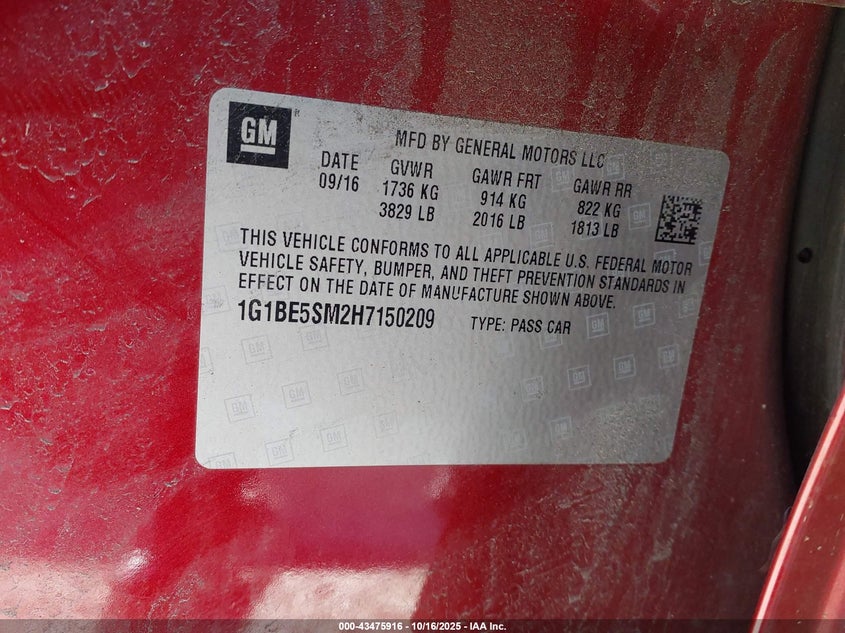 GM
MFD BY GENERAL MOTORS LLC
DATE GVWR GAWR FRT GAWR RR
09/16 1736 KG 914 KG 822 KG
3829 LB 2016 LB 1813 LB
THIS VEHICLE CONFORMS TO ALL APPLICABLE U.S. FEDERAL MOTOR
VEHICLE SAFETY, BUMPER, AND THEFT PREVENTION STANDARDS IN
EFFECT ON THE DATE OF MANUFACTURE SHOWN ABOVE.
1G1BE5SM2H7150209 TYPE: PASS CAR
000-43475916 - 10/16/2025 - IAA Inc.